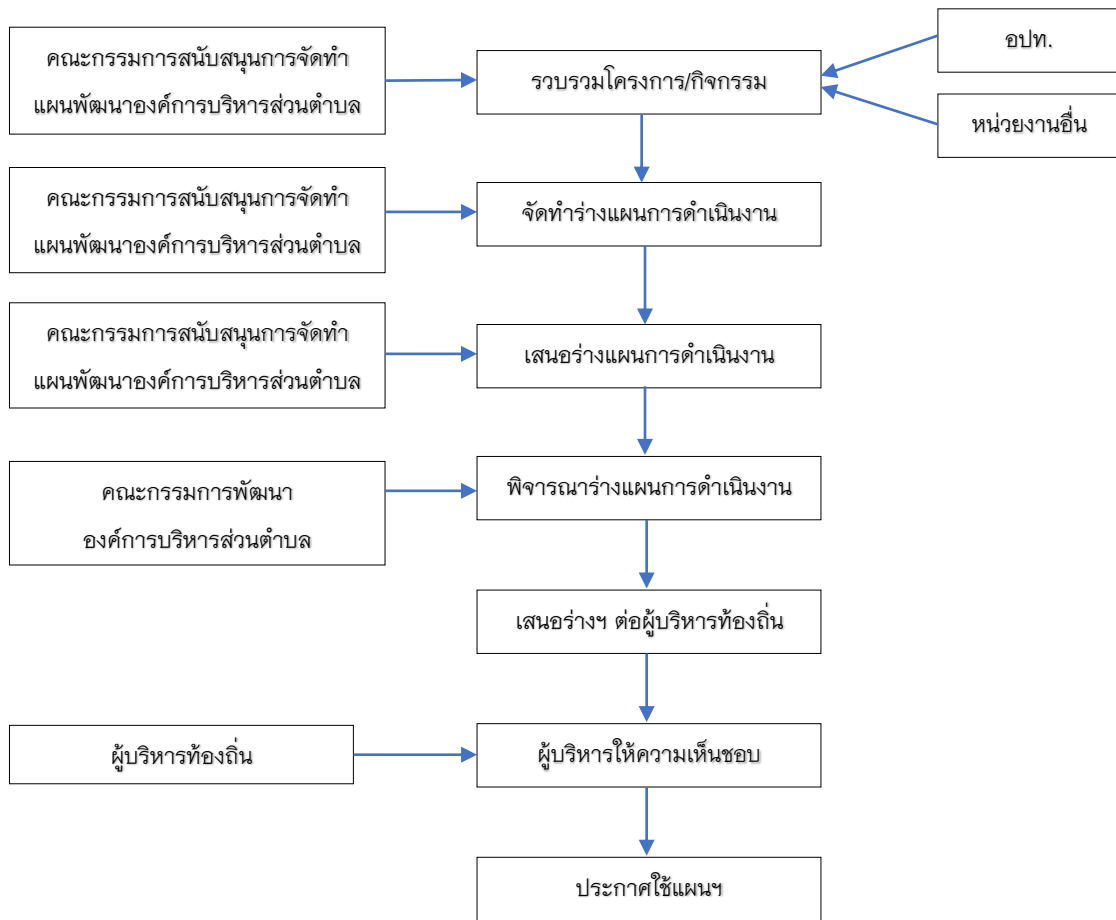 คณะกรรมการสนับสนุนการจัดทำ
แผนพัฒนาองค์การบริหารส่วนตำบล
รวบรวมโครงการ/กิจกรรม
อปท.
หน่วยงานอื่น
คณะกรรมการสนับสนุนการจัดทำ
แผนพัฒนาองค์การบริหารส่วนตำบล
จัดทำร่างแผนการดำเนินงาน
คณะกรรมการสนับสนุนการจัดทำ
แผนพัฒนาองค์การบริหารส่วนตำบล
เสนอร่างแผนการดำเนินงาน
คณะกรรมการพัฒนา
องค์การบริหารส่วนตำบล
พิจารณาร่างแผนการดำเนินงาน
เสนอร่างฯ ต่อผู้บริหารท้องถิ่น
ผู้บริหารท้องถิ่น
ผู้บริหารให้ความเห็นชอบ
ประกาศใช้แผนฯ